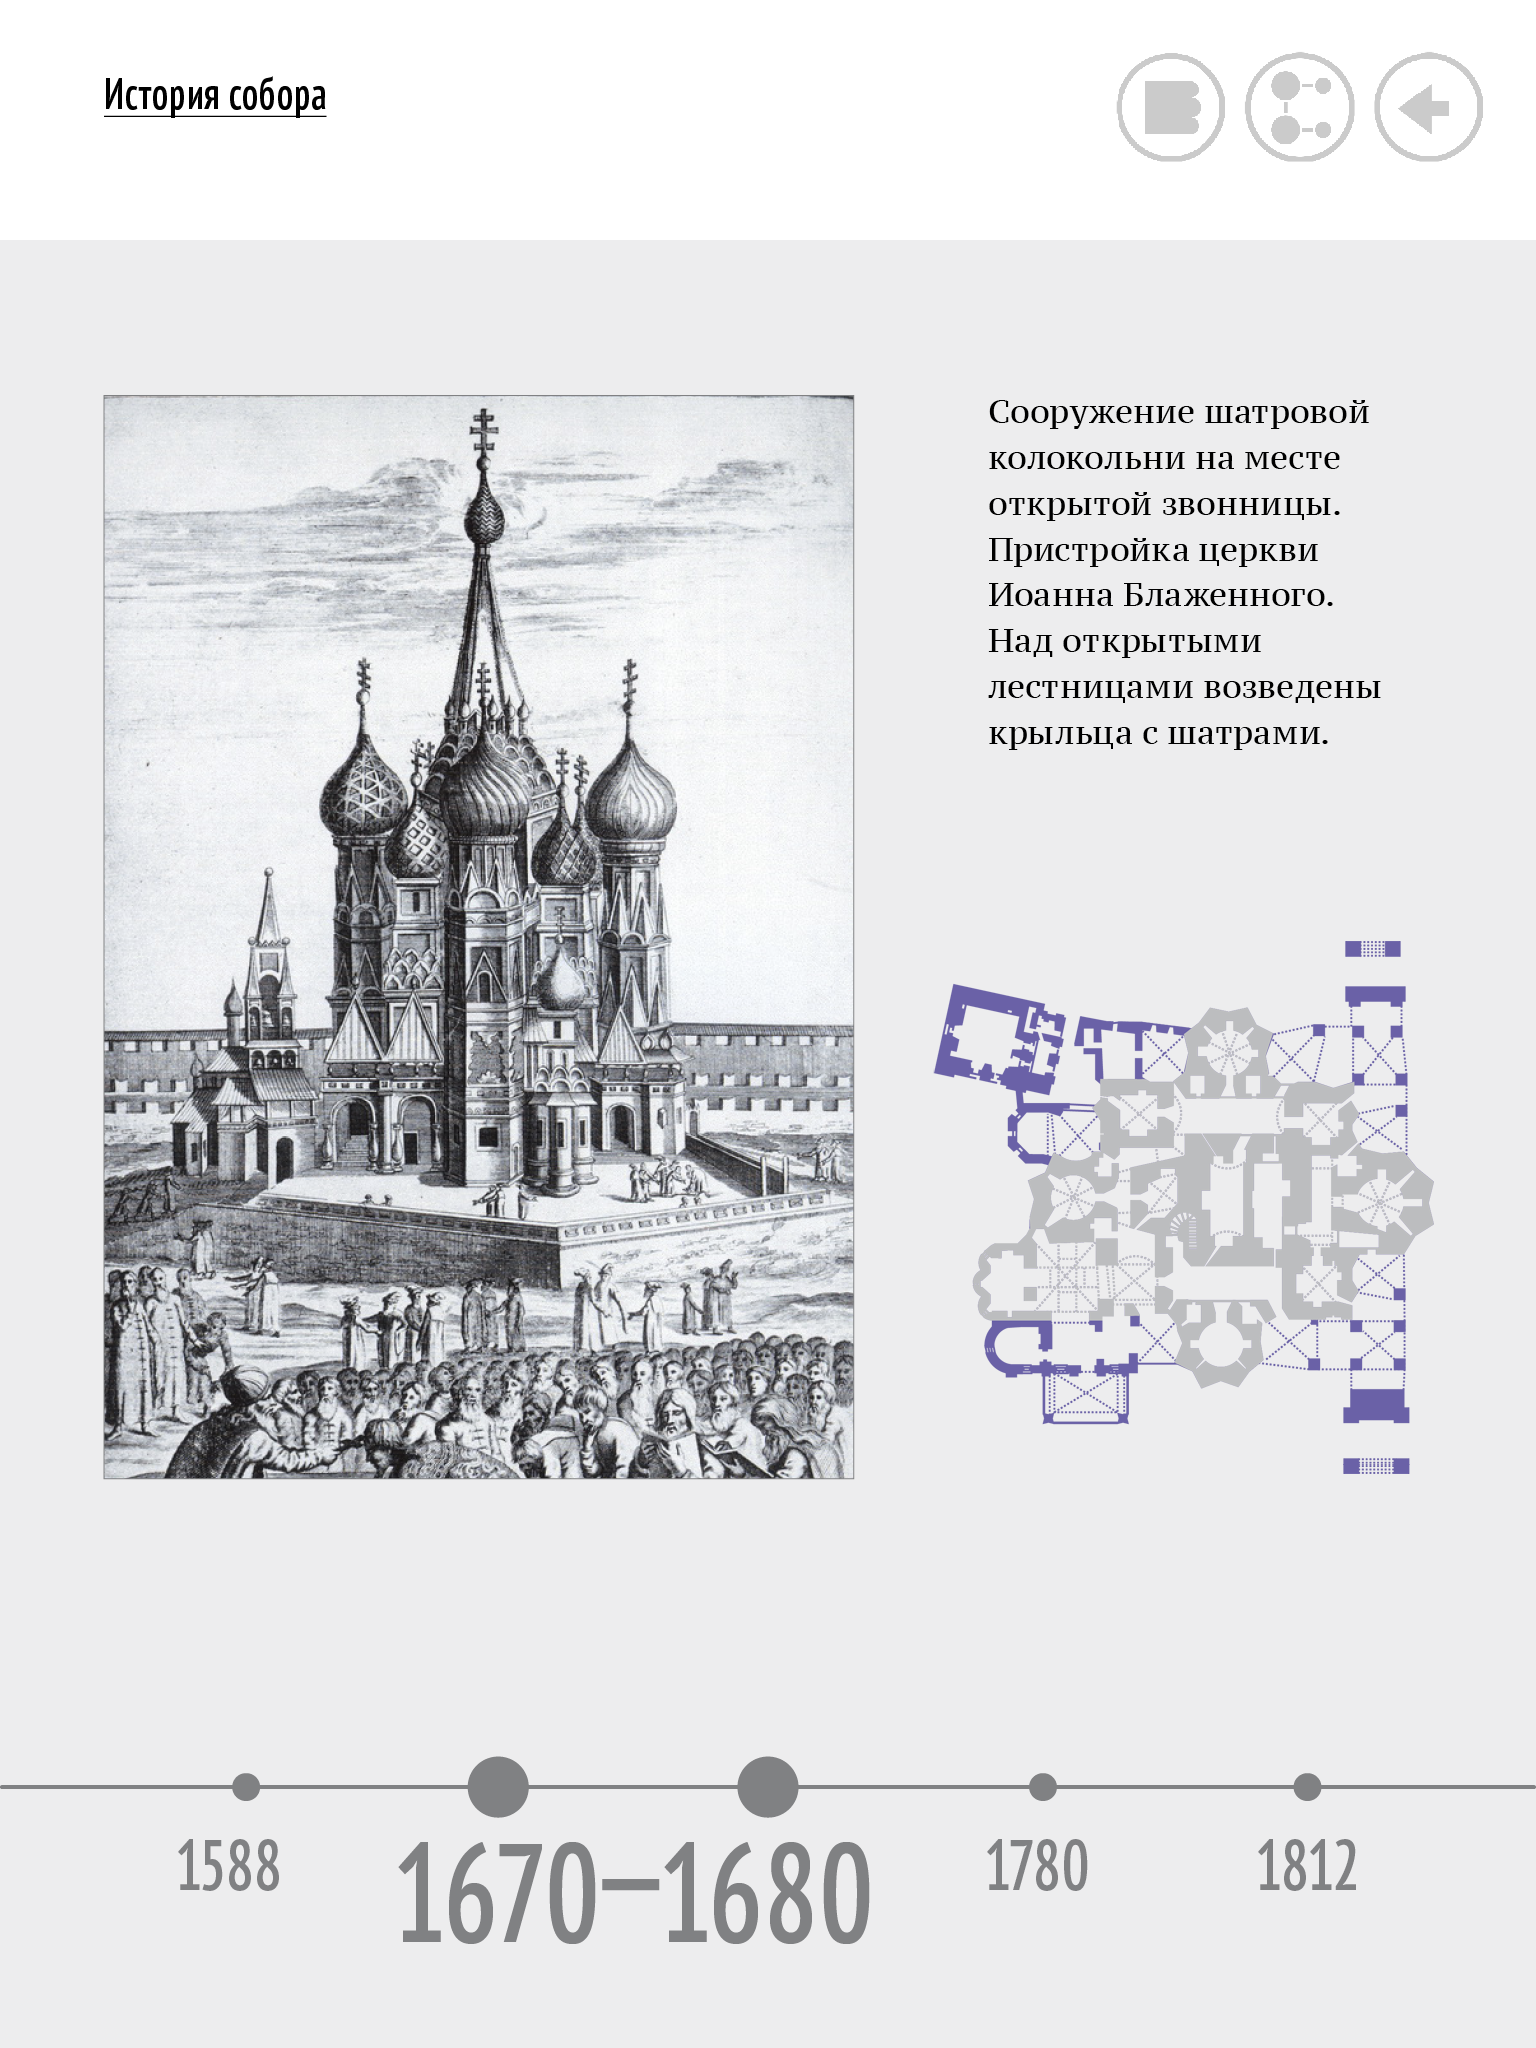 История собора
Сооружение шатровой
колокольни на месте
открытой звонницы.
Пристройка церкви
Иоанна Блаженного.
Над открытыми
лестницами возведены
крыльца с шатрами.
1588
1670–1680
1780
1812